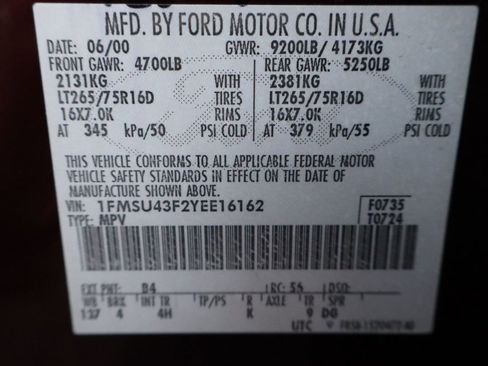 MFD. BY FORD MOTOR CO. IN U.S.A.
DATE: 06/00 GVWR: 9200LB/ 4173KG
FRONT GAWR: 4700LB REAR GAWR: 5250LB
2131KG WITH 2381KG WITH
LT265/75R16D TIRES LT265/75R16D TIRES
16X7.0K RIMS 16X7.0K RIMS
AT 345 kPa/50 PSI COLD AT 379 kPa/55 PSI COLD
THIS VEHICLE CONFORMS TO ALL APPLICABLE FEDERAL MOTOR
VEHICLE SAFETY STANDARDS IN EFFECT ON THE DATE OF
MANUFACTURE SHOWN ABOVE.
VIN: 1FMSU43F2YEE16162 F0735
TYPE: MPV T0724
EXT PNT: B4 RC: 56 DSO:
WB BRK INT TR TP/PS R AXLE TR SPR
137 4 4H K 9 DG
UTC